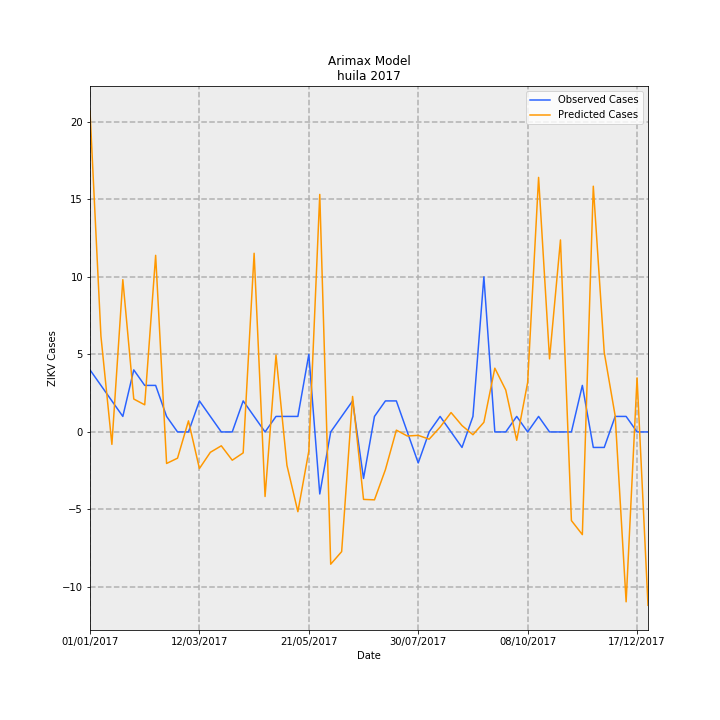 Arimax Model
huila 2017
Observed Cases
Predicted Cases
ZIKV Cases
20
15
10
5
0
−5
−10
01/01/2017 12/03/2017 21/05/2017 30/07/2017 08/10/2017 17/12/2017
Date